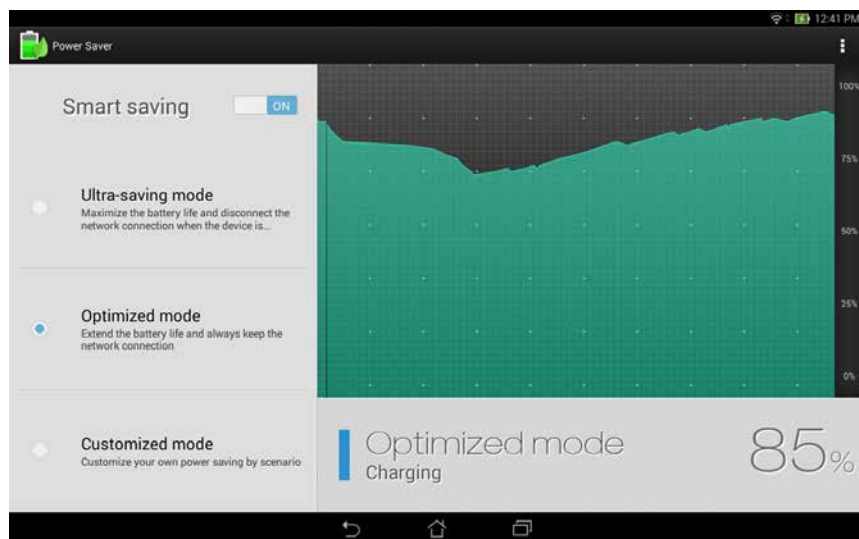 12:41 PM
Power Saver
Smart saving
ON
Ultra-saving mode
Maximize the battery life and disconnect the
network connection when the device is...
Optimized mode
Extend the battery life and always keep the
network connection
Customized mode
Customize your own power saving by scenario
100%
75%
50%
25%
0%
Optimized mode
Charging
85%